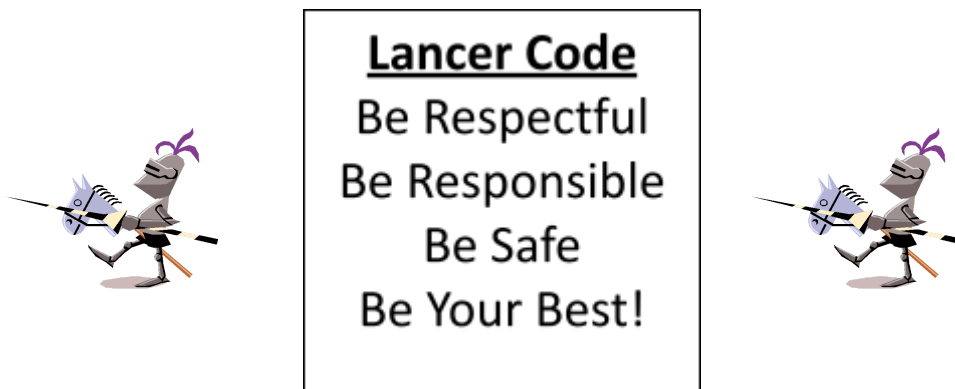 Lancer Code
Be Respectful
Be Responsible
Be Safe
Be Your Best!